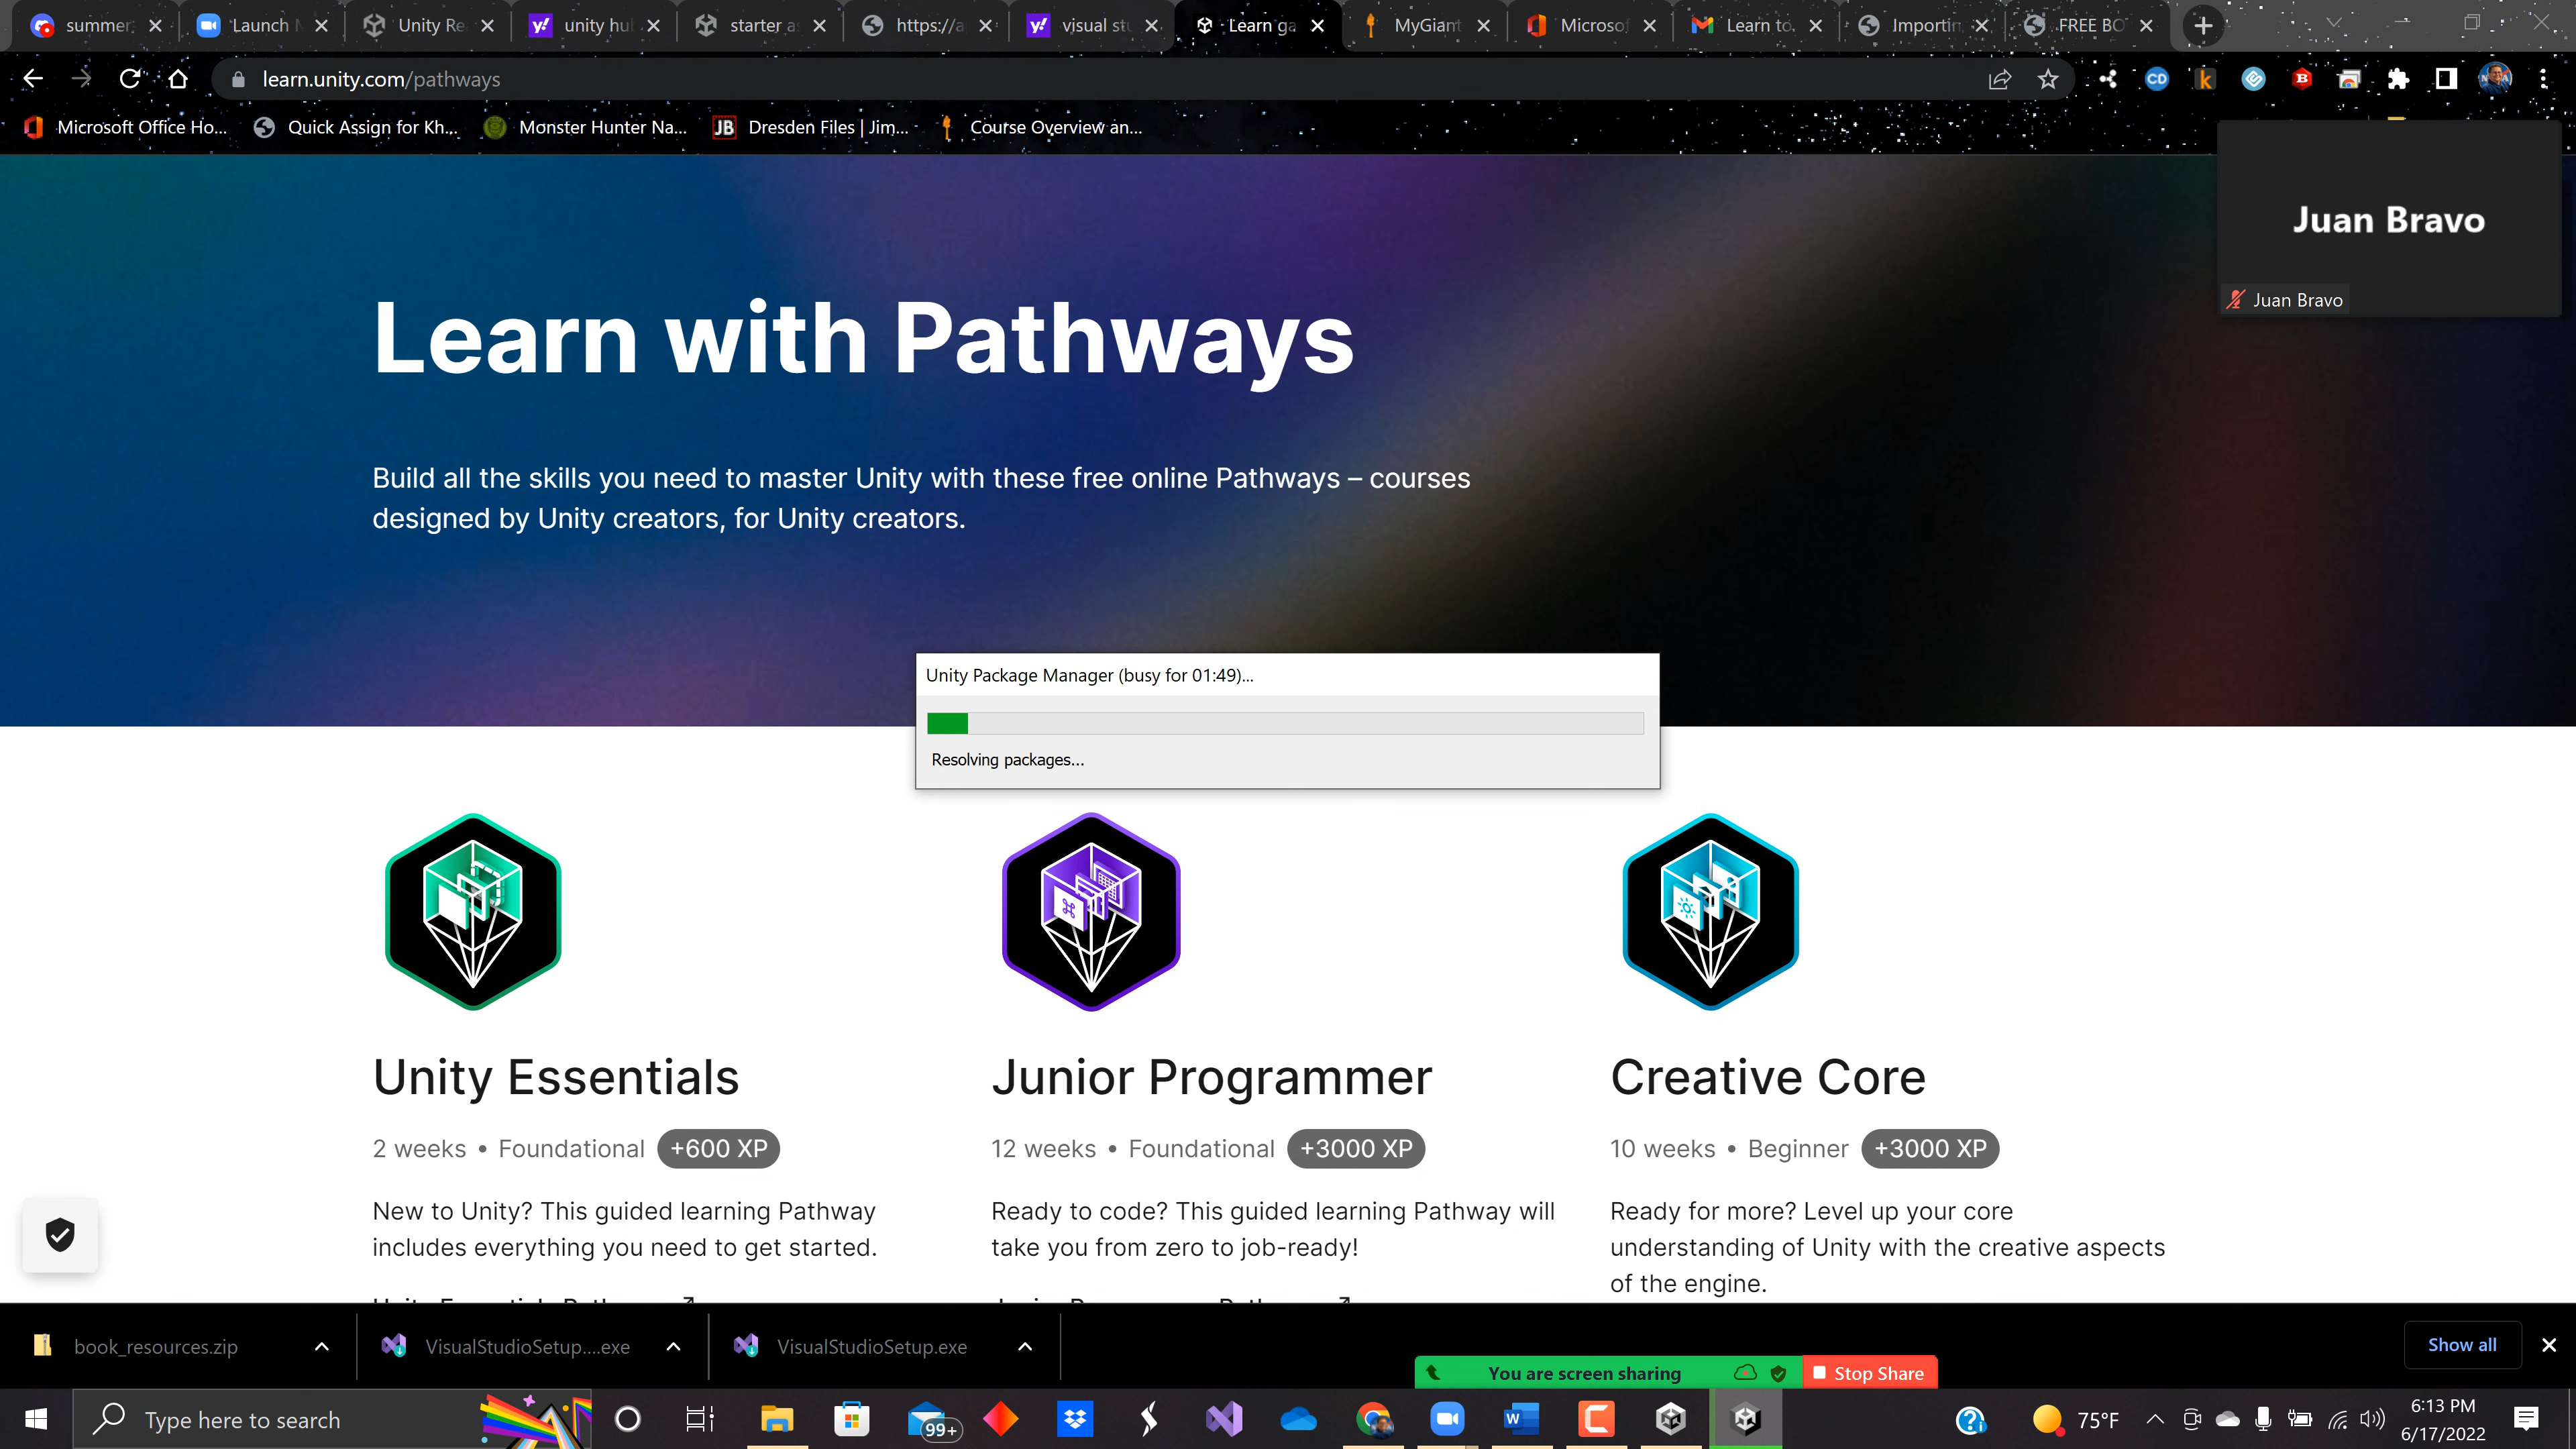 summer
Launch M
Unity Re
unity hu
starter as
https://a
visual stu
Learn ga
MyGiant
Microsof
Learn to
Importin
FREE BO
learn.unity.com/pathways
CD
k
B
Microsoft Office Ho...
Quick Assign for Kh...
Monster Hunter Na...
JB
Dresden Files | Jim...
Course Overview an...
Juan Bravo
Juan Bravo
Learn with Pathways
Build all the skills you need to master Unity with these free online Pathways – courses
designed by Unity creators, for Unity creators.
Unity Package Manager (busy for 01:49)...
Resolving packages...
Unity Essentials
2 weeks • Foundational +600 XP
New to Unity? This guided learning Pathway
includes everything you need to get started.
Junior Programmer
12 weeks • Foundational +3000 XP
Ready to code? This guided learning Pathway will
take you from zero to job-ready!
Creative Core
10 weeks • Beginner +3000 XP
Ready for more? Level up your core
understanding of Unity with the creative aspects
of the engine.
book_resources.zip
VisualStudioSetup....exe
VisualStudioSetup.exe
Show all
You are screen sharing
Stop Share
Type here to search
99+
75°F
6:13 PM
6/17/2022